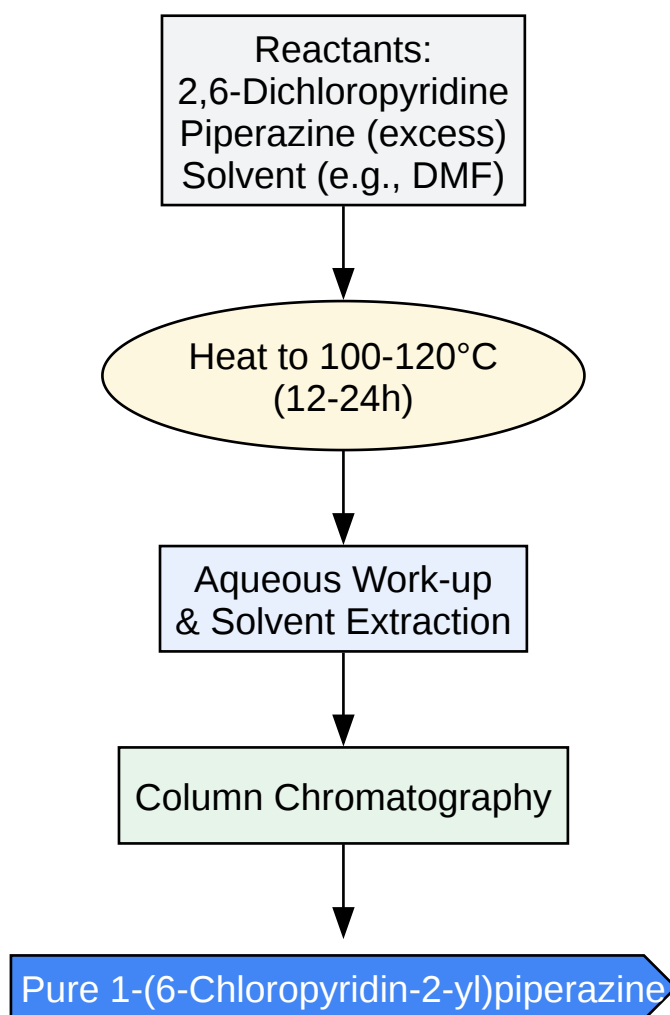 Reactants:
2,6-Dichloropyridine
Piperazine (excess)
Solvent (e.g., DMF)
Heat to 100-120°C
(12-24h)
Aqueous Work-up
& Solvent Extraction
Column Chromatography
Pure 1-(6-Chloropyridin-2-yl)piperazine